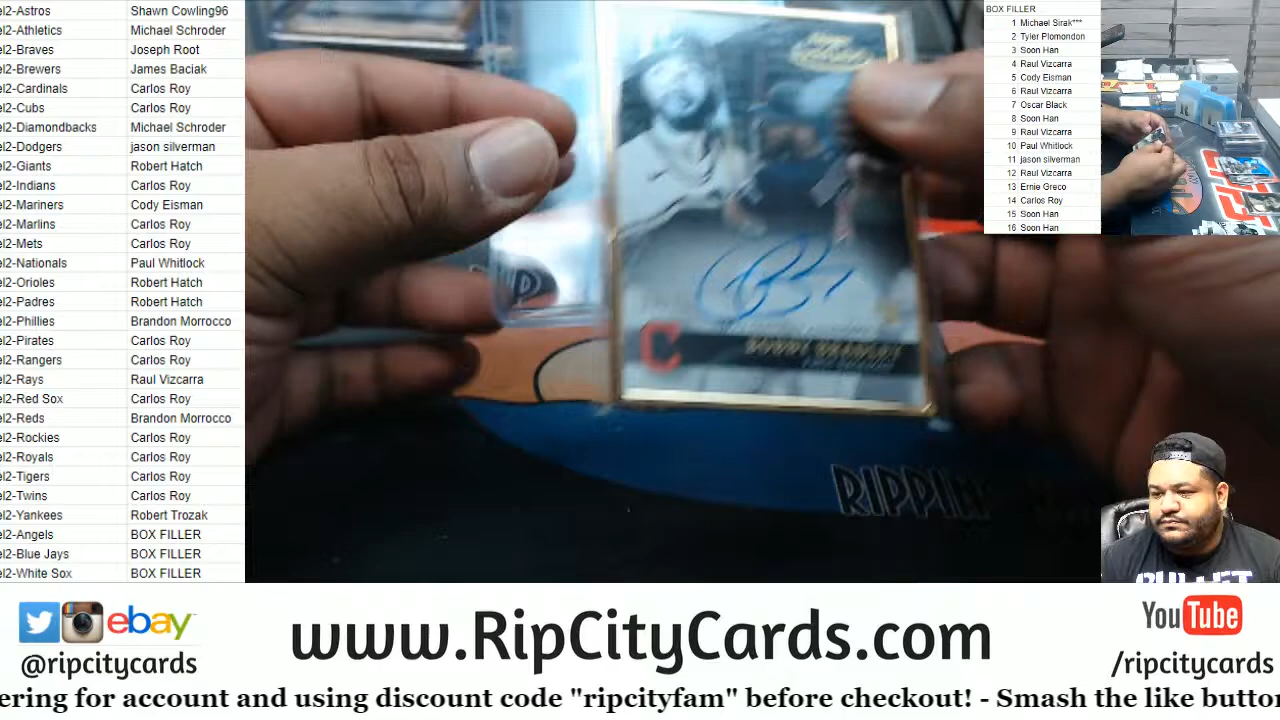 el2-Astros Shawn Cowling96
el2-Athletics Michael Schroder
el2-Braves Joseph Root
el2-Brewers James Baciak
el2-Cardinals Carlos Roy
el2-Cubs Carlos Roy
el2-Diamondbacks Michael Schroder
el2-Dodgers jason silverman
el2-Giants Robert Hatch
el2-Indians Carlos Roy
el2-Mariners Cody Eisman
el2-Marlins Carlos Roy
el2-Mets Carlos Roy
el2-Nationals Paul Whitlock
el2-Orioles Robert Hatch
el2-Padres Robert Hatch
el2-Phillies Brandon Morrocco
el2-Pirates Carlos Roy
el2-Rangers Carlos Roy
el2-Rays Raul Vizcarra
el2-Red Sox Carlos Roy
el2-Reds Brandon Morrocco
el2-Rockies Carlos Roy
el2-Royals Carlos Roy
el2-Tigers Carlos Roy
el2-Twins Carlos Roy
el2-Yankees Robert Trozak
el2-Angels BOX FILLER
el2-Blue Jays BOX FILLER
el2-White Sox BOX FILLER
C
RIPPIN
BOX FILLER
1 Michael Sirak***
2 Tyler Plomondon
3 Soon Han
4 Raul Vizcarra
5 Cody Eisman
6 Raul Vizcarra
7 Oscar Black
8 Soon Han
9 Raul Vizcarra
10 Paul Whitlock
11 jason silverman
12 Raul Vizcarra
13 Ernie Greco
14 Carlos Roy
15 Soon Han
16 Soon Han
BULLET
ebay
@ripcitycards
www.RipCityCards.com
YouTube
/ripcitycards
ering for account and using discount code "ripcityfam" before checkout! - Smash the like butto